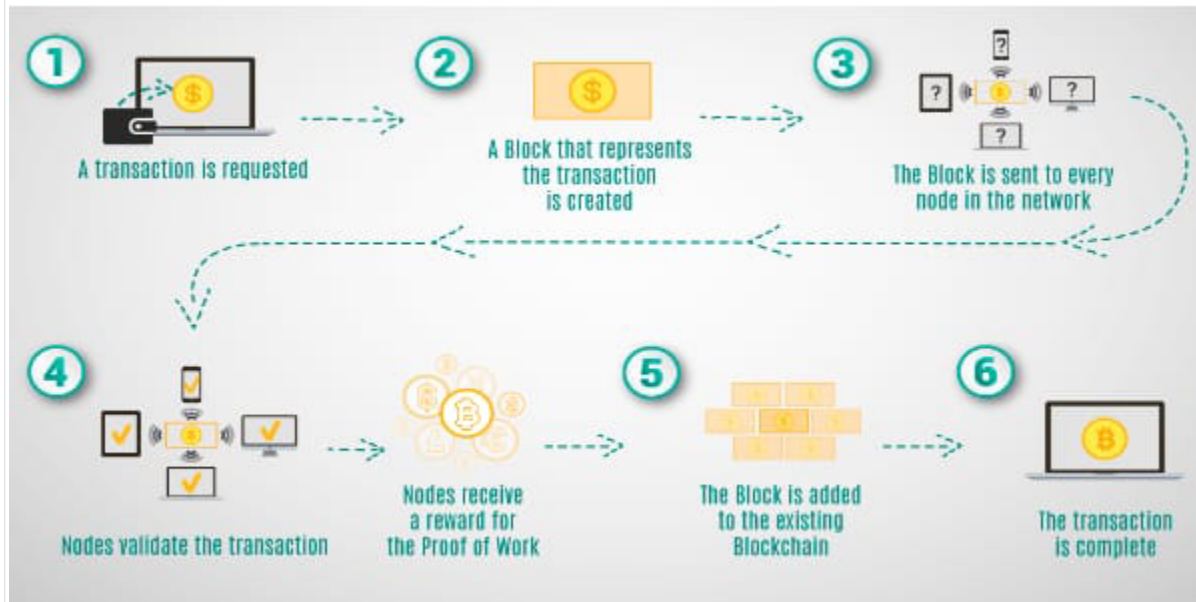 1
A transaction is requested
2
A Block that represents
the transaction
is created
3
?
?
?
?
The Block is sent to every
node in the network
4
Nodes validate the transaction
Nodes receive
a reward for
the Proof of Work
5
The Block is added
to the existing
Blockchain
6
The transaction
is complete